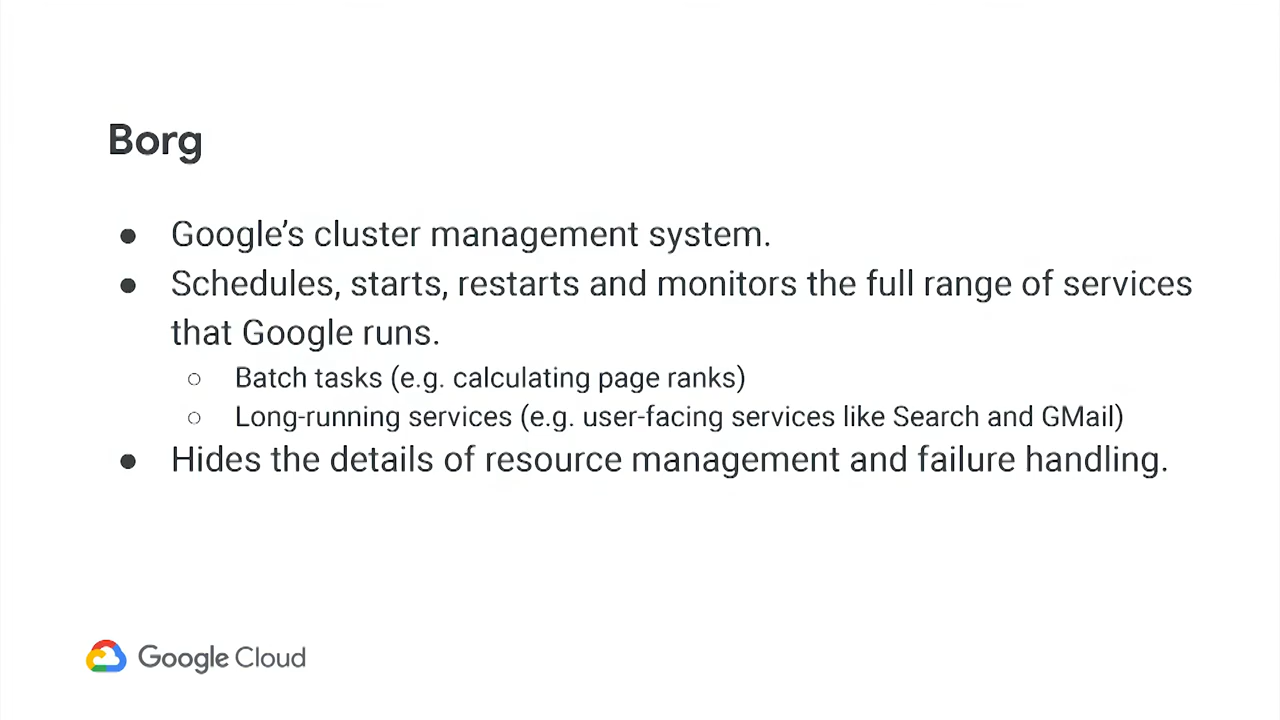 Borg
● Google’s cluster management system.
● Schedules, starts, restarts and monitors the full range of services
that Google runs.
○ Batch tasks (e.g. calculating page ranks)
○ Long-running services (e.g. user-facing services like Search and GMail)
● Hides the details of resource management and failure handling.
Google Cloud